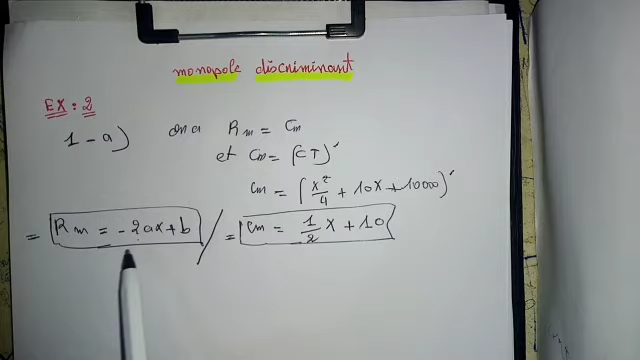 monopole discriminant
EX : 2
1 - a) on a Rm = Cm
et Cm = (CT)'
Cm = (x²/4 + 10x + 10000)'
= Rm = -2ax + b / = Cm = 1/2 x + 10